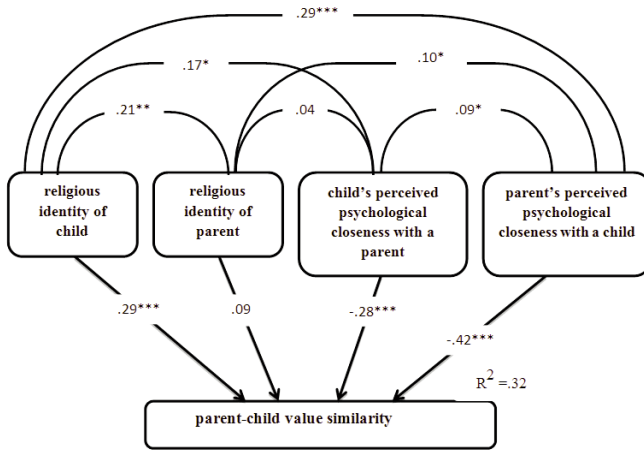 .29***
.17*
.10*
.21**
.04
.09*
religious
identity of
child
religious
identity of
parent
child's perceived
psychological
closeness with a
parent
parent's perceived
psychological
closeness with a child
.29***
.09
-.28***
-.42***
R² =.32
parent-child value similarity